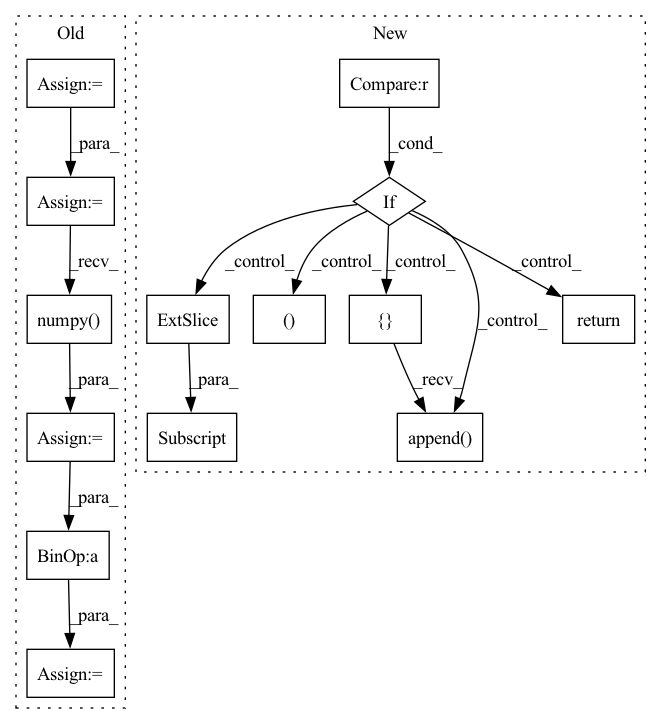 Old
New
Assign:=
Compare:r
_para_
_cond_
Assign:=
If
_recv_
_control_
_control_
_control_
_control_
numpy()
ExtSlice
()
{}
_control_
return
_para_
_para_
_recv_
Assign:=
Subscript
append()
_para_
BinOp:a
_para_
Assign:=